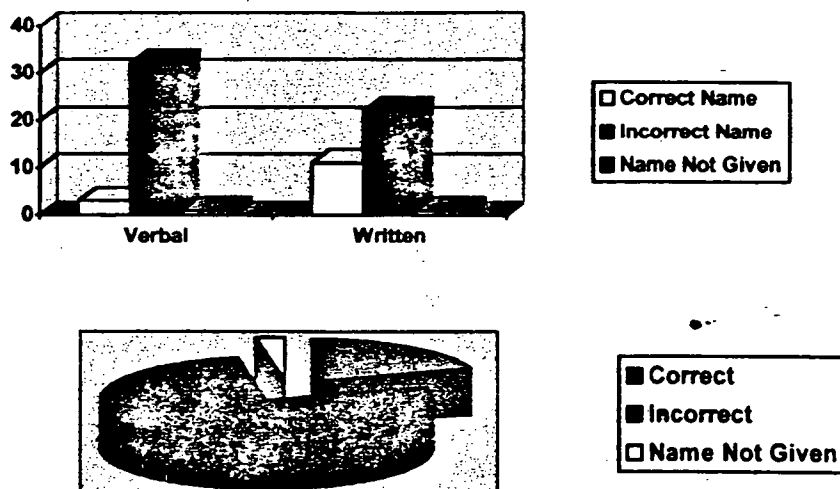 40
30
20
10
0
Verbal
Written
Correct Name
Incorrect Name
Name Not Given
Correct
Incorrect
Name Not Given